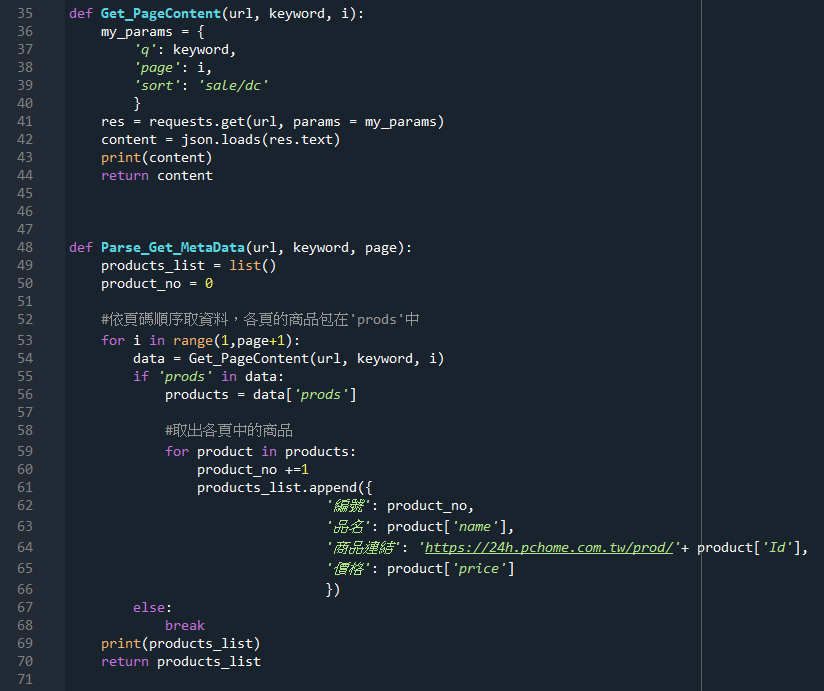 35 def Get_PageContent(url, keyword, i):
36     my_params = {
37         'q': keyword,
38         'page': i,
39         'sort': 'sale/dc'
40         }
41     res = requests.get(url, params = my_params)
42     content = json.loads(res.text)
43     print(content)
44     return content
45
46
47
48 def Parse_Get_MetaData(url, keyword, page):
49     products_list = list()
50     product_no = 0
51
52     #依頁碼順序取資料，各頁的商品包在'prods'中
53     for i in range(1,page+1):
54         data = Get_PageContent(url, keyword, i)
55         if 'prods' in data:
56             products = data['prods']
57
58             #取出各頁中的商品
59             for product in products:
60                 product_no +=1
61                 products_list.append({
62                                 '編號': product_no,
63                                 '品名': product['name'],
64                                 '商品連結': 'https://24h.pchome.com.tw/prod/'+ product['Id'],
65                                 '價格': product['price']
66                                 })
67         else:
68             break
69     print(products_list)
70     return products_list
71